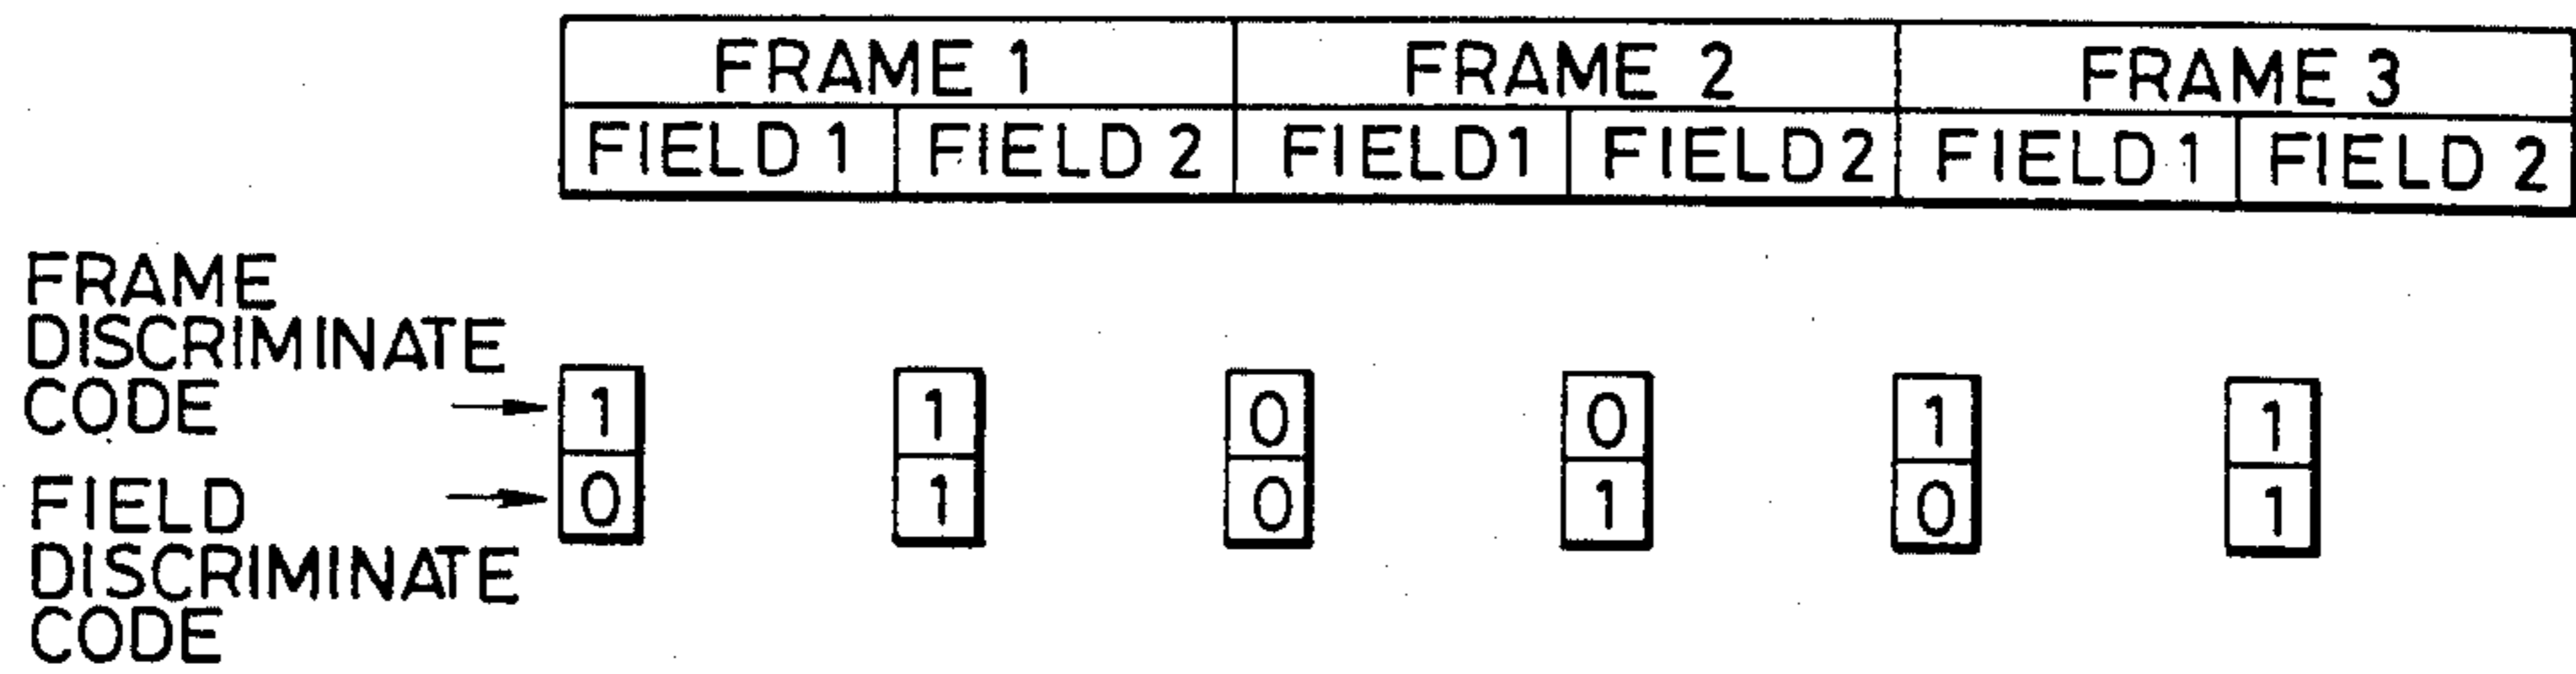 FRAME 1 FRAME 2 FRAME 3
FIELD 1 FIELD 2 FIELD1 FIELD2 FIELD 1 FIELD 2
FRAME
DISCRIMINATE
CODE 1 1 0 0 1 1
FIELD 0 1 0 1 0 1
DISCRIMINATE
CODE